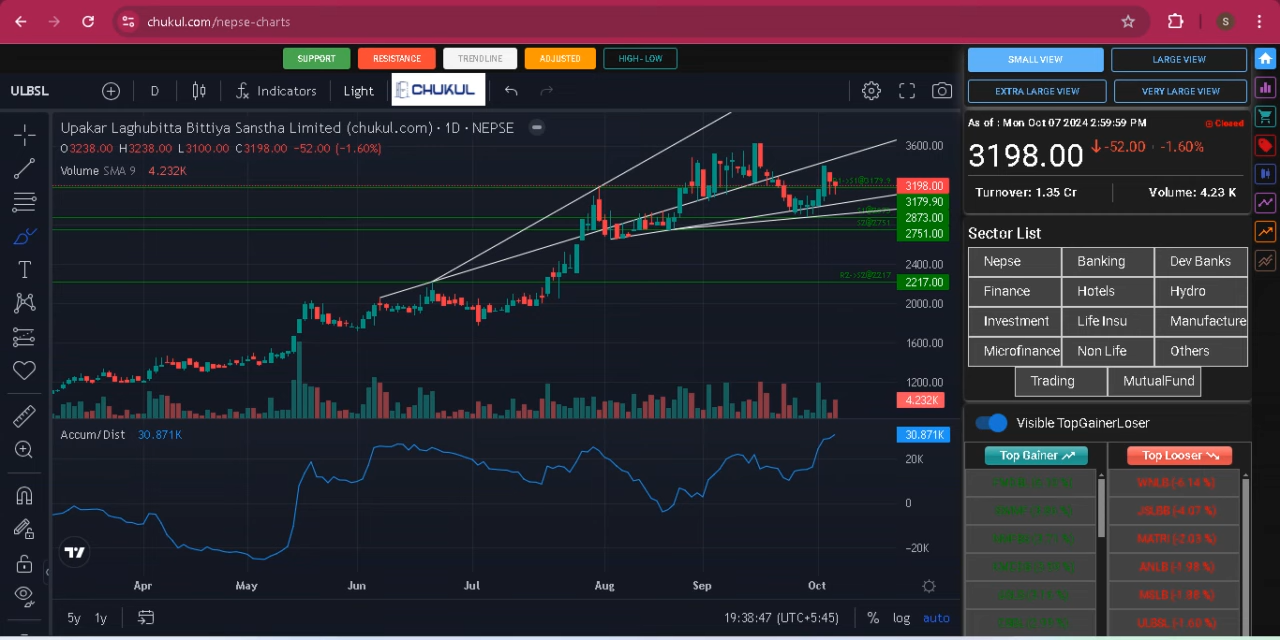 chukul.com/nepse-charts
S
SUPPORT RESISTANCE TRENDLINE ADJUSTED HIGH - LOW
SMALL VIEW LARGE VIEW
EXTRA LARGE VIEW VERY LARGE VIEW
ULBSL D Indicators Light CHUKUL
Upakar Laghubitta Bittiya Sanstha Limited (chukul.com) · 1D · NEPSE
O3238.00 H3238.00 L3100.00 C3198.00 −52.00 (−1.60%)
Volume SMA 9 4.232K
As of : Mon Oct 07 2024 2:59:59 PM Closed
3198.00 -52.00 -1.60%
Turnover: 1.35 Cr Volume: 4.23 K
3600.00
3198.00
3179.90
2873.00
2751.00
2400.00
2217.00
2000.00
1600.00
1200.00
4.232K
Sector List
Nepse Banking Dev Banks
Finance Hotels Hydro
Investment Life Insu Manufacture
Microfinance Non Life Others
Trading MutualFund
Visible TopGainerLoser
Top Gainer Top Looser
WNLB (-6.14 %)
JSLBB (-4.07 %)
MATRI (-2.03 %)
ANLB (-1.98 %)
MSLB (-1.98 %)
ULBSL (-1.60 %)
Accum/Dist 30.871K
30.871K
20K
0
−20K
Apr May Jun Jul Aug Sep Oct
5y 1y 19:38:47 (UTC+5:45) % log auto